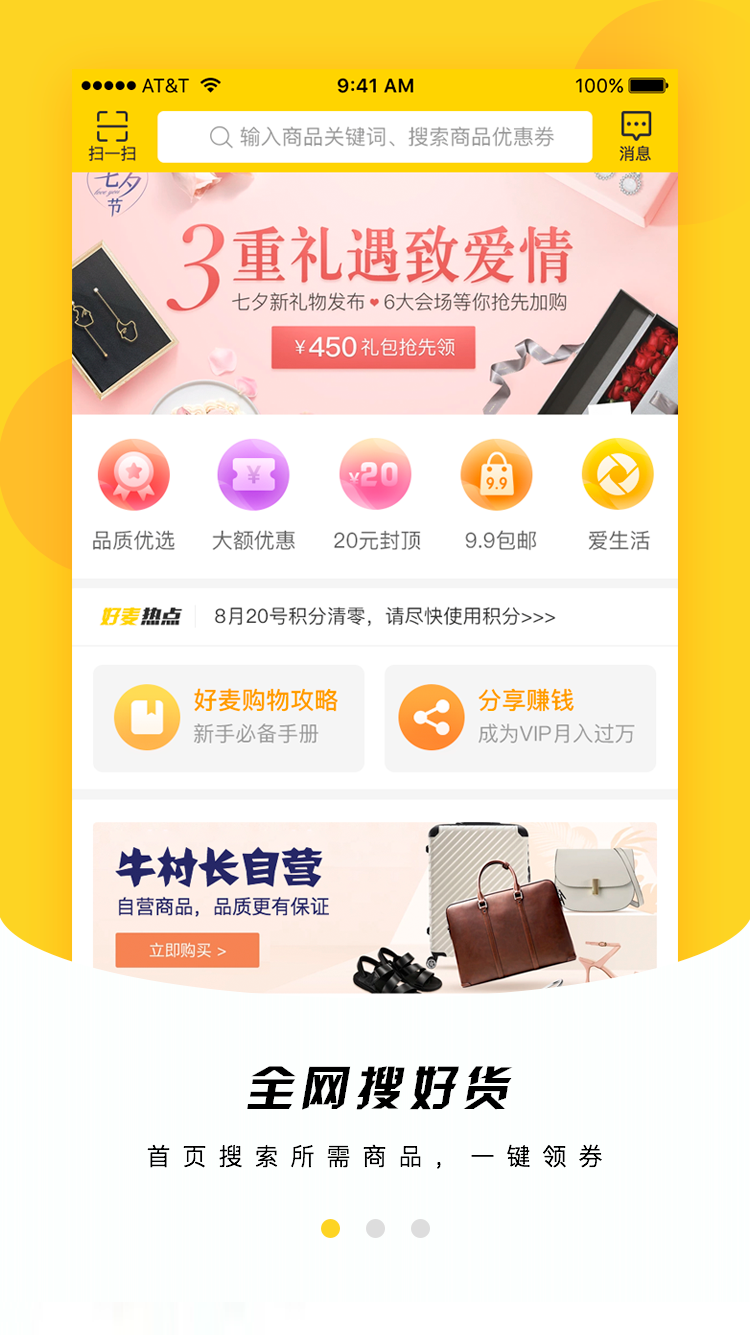 AT&T 9:41 AM 100%
扫一扫
输入商品关键词、搜索商品优惠券
消息
七夕
love you
节
3重礼遇致爱情
七夕新礼物发布❤6大会场等你抢先加购
¥450礼包抢先领
¥
¥20
9.9
品质优选 大额优惠 20元封顶 9.9包邮 爱生活
好麦热点 8月20号积分清零，请尽快使用积分>>>
好麦购物攻略
新手必备手册
分享赚钱
成为VIP月入过万
牛村长自营
自营商品，品质更有保证
立即购买 >
全网搜好货
首页搜索所需商品，一键领券